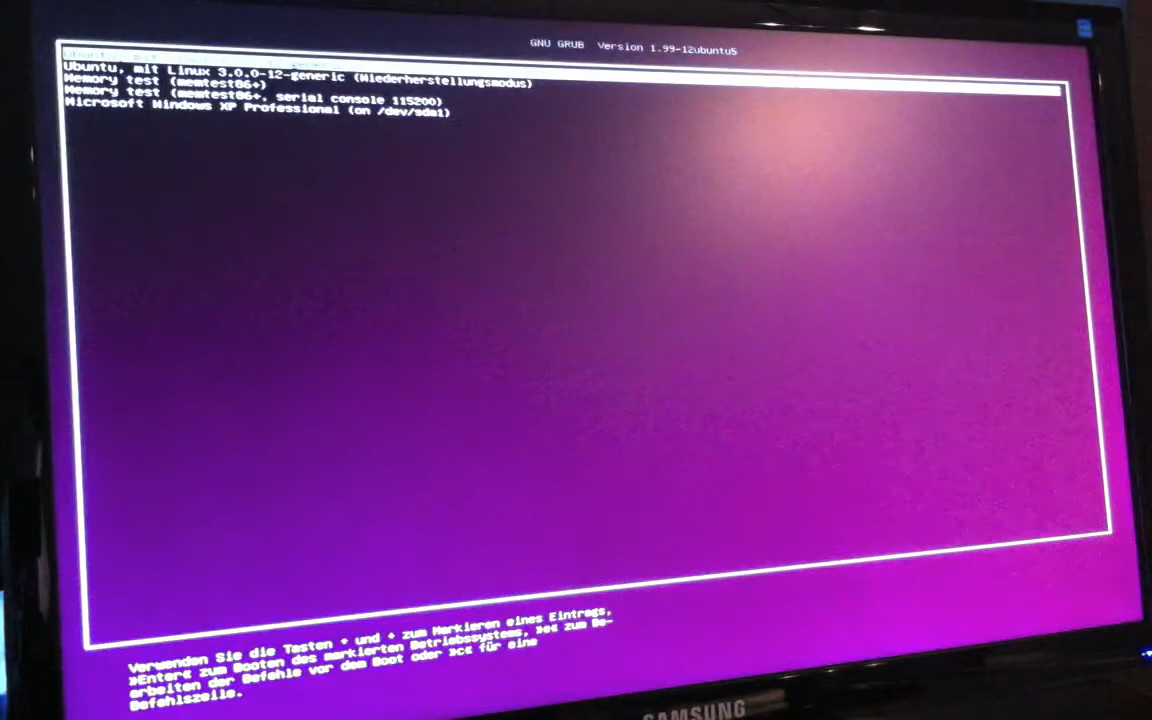 GNU GRUB Version 1.99-12ubuntu5
Ubuntu, mit Linux 3.0.0-12-generic (Wiederherstellungsmodus)
Memory test (memtest86+)
Memory test (memtest86+, serial console 115200)
Microsoft Windows XP Professional (on /dev/sda1)
Verwenden Sie die Tasten und zum Markieren eines Eintrags,
»Enter« zum Booten des markierten Betriebssystems, »e« zum Be-
arbeiten der Befehle vor dem Boot oder »c« für eine
Befehlszeile.
SAMSUNG